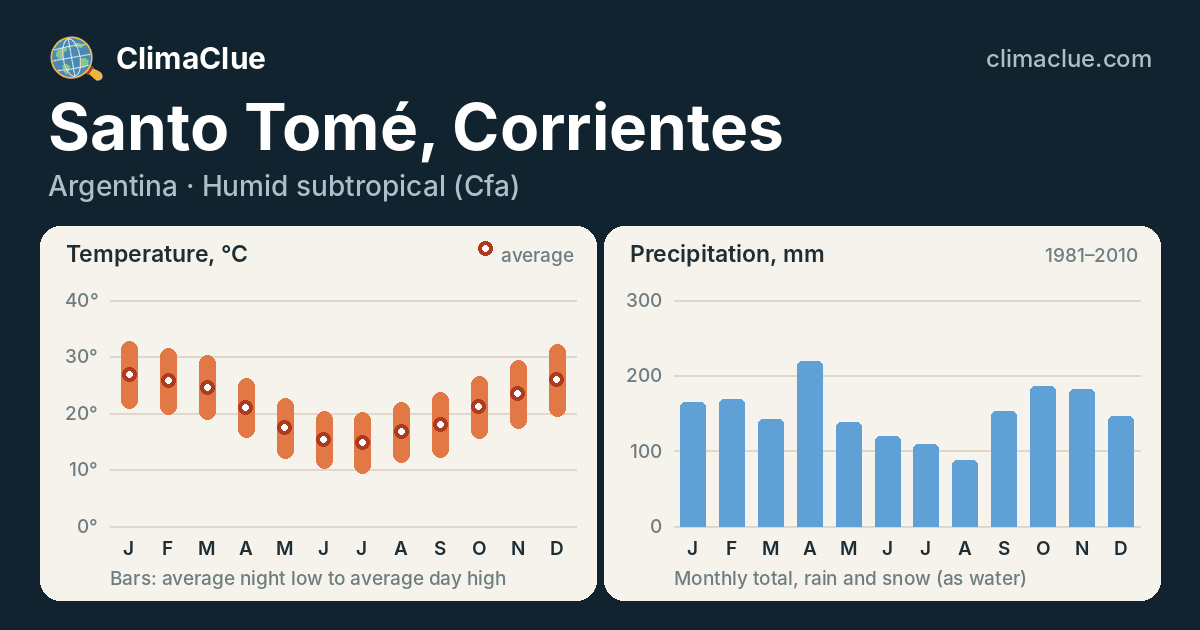 ClimaClue
climaclue.com
Santo Tomé, Corrientes
Argentina · Humid subtropical (Cfa)
Temperature, °C
average
40°
30°
20°
10°
0°
J F M A M J J A S O N D
Bars: average night low to average day high
Precipitation, mm
1981–2010
300
200
100
0
J F M A M J J A S O N D
Monthly total, rain and snow (as water)